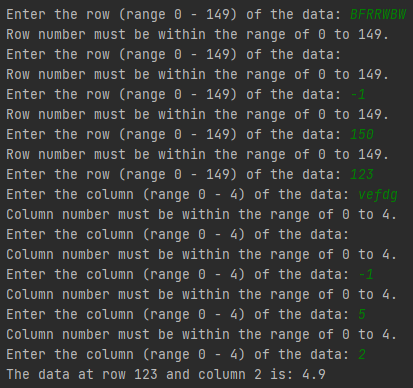 Enter the row (range 0 - 149) of the data: BFRRWBW
Row number must be within the range of 0 to 149.
Enter the row (range 0 - 149) of the data:
Row number must be within the range of 0 to 149.
Enter the row (range 0 - 149) of the data: -1
Row number must be within the range of 0 to 149.
Enter the row (range 0 - 149) of the data: 150
Row number must be within the range of 0 to 149.
Enter the row (range 0 - 149) of the data: 123
Enter the column (range 0 - 4) of the data: vefdg
Column number must be within the range of 0 to 4.
Enter the column (range 0 - 4) of the data:
Column number must be within the range of 0 to 4.
Enter the column (range 0 - 4) of the data: -1
Column number must be within the range of 0 to 4.
Enter the column (range 0 - 4) of the data: 5
Column number must be within the range of 0 to 4.
Enter the column (range 0 - 4) of the data: 2
The data at row 123 and column 2 is: 4.9